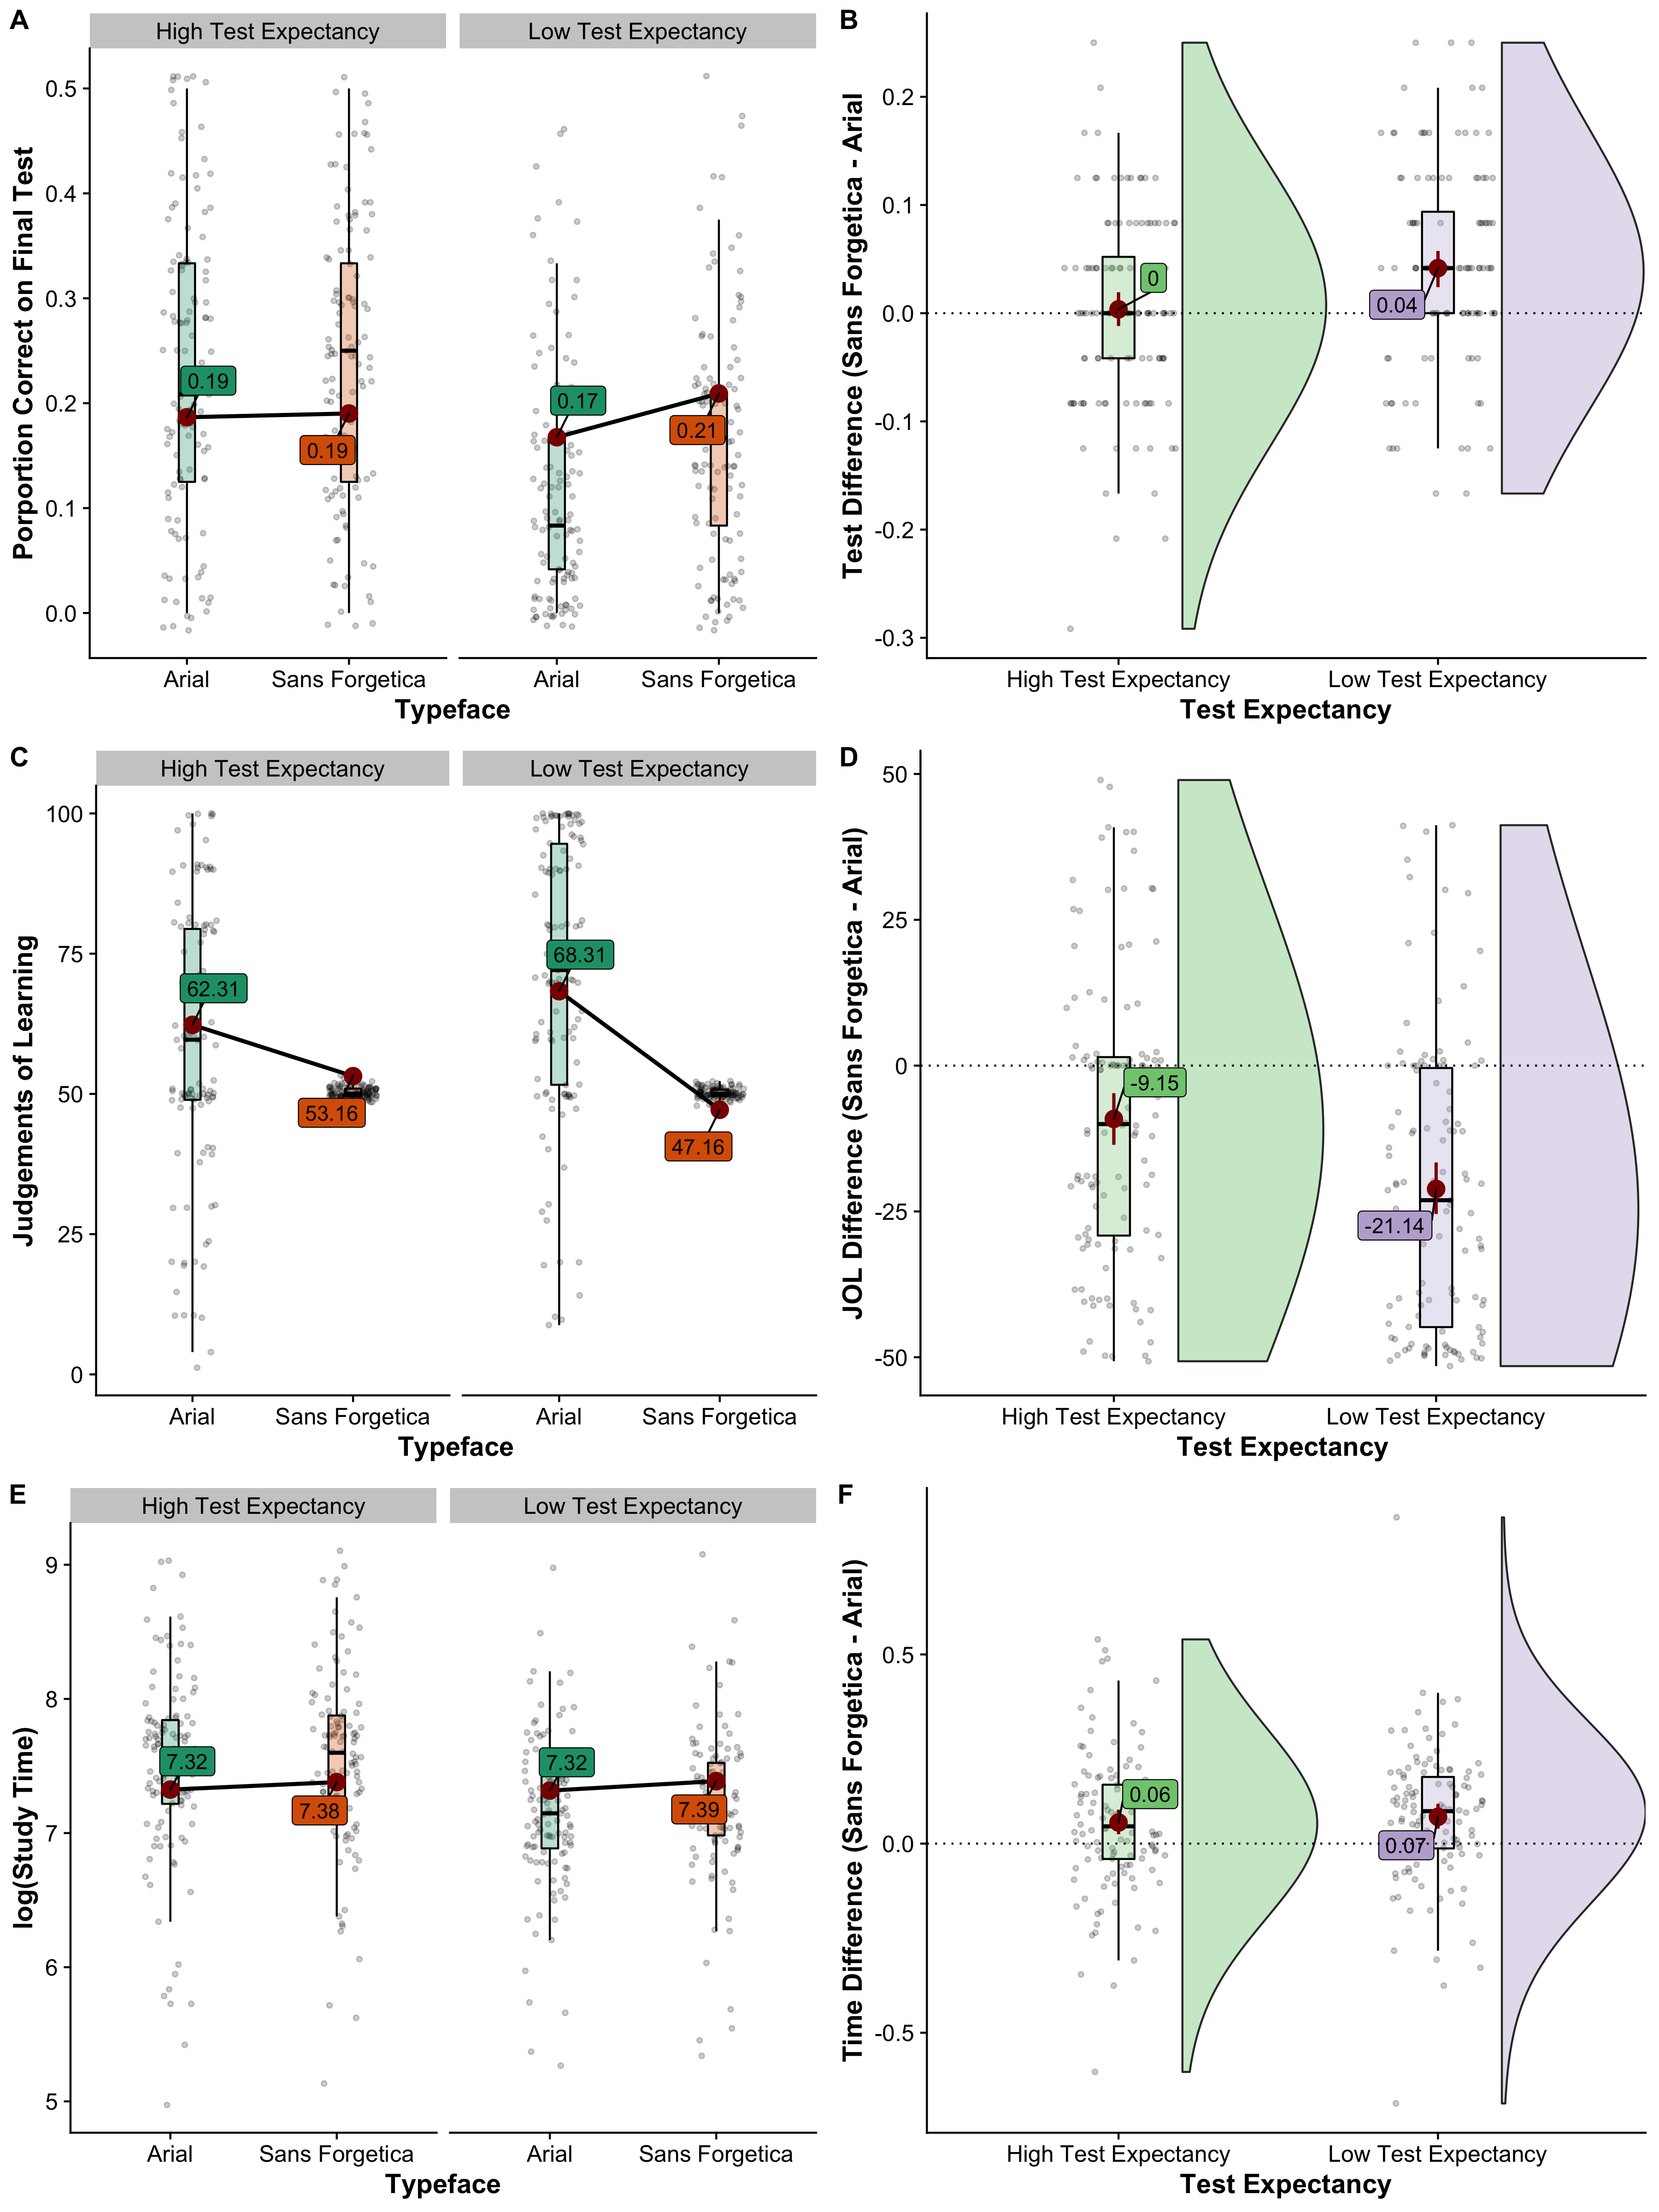 A
High Test Expectancy
Low Test Expectancy
Porportion Correct on Final Test
0.5
0.4
0.3
0.2
0.1
0.0
0.19
0.19
0.17
0.21
Arial
Sans Forgetica
Arial
Sans Forgetica
Typeface
B
Test Difference (Sans Forgetica - Arial
0.2
0.1
0.0
-0.1
-0.2
-0.3
0
0.04
High Test Expectancy
Low Test Expectancy
Test Expectancy
C
High Test Expectancy
Low Test Expectancy
Judgements of Learning
100
75
50
25
0
62.31
53.16
68.31
47.16
Arial
Sans Forgetica
Arial
Sans Forgetica
Typeface
D
JOL Difference (Sans Forgetica - Arial)
50
25
0
-25
-50
-9.15
-21.14
High Test Expectancy
Low Test Expectancy
Test Expectancy
E
High Test Expectancy
Low Test Expectancy
log(Study Time)
9
8
7
6
5
7.32
7.38
7.32
7.39
Arial
Sans Forgetica
Arial
Sans Forgetica
Typeface
F
Time Difference (Sans Forgetica - Arial)
0.5
0.0
-0.5
0.06
0.07
High Test Expectancy
Low Test Expectancy
Test Expectancy